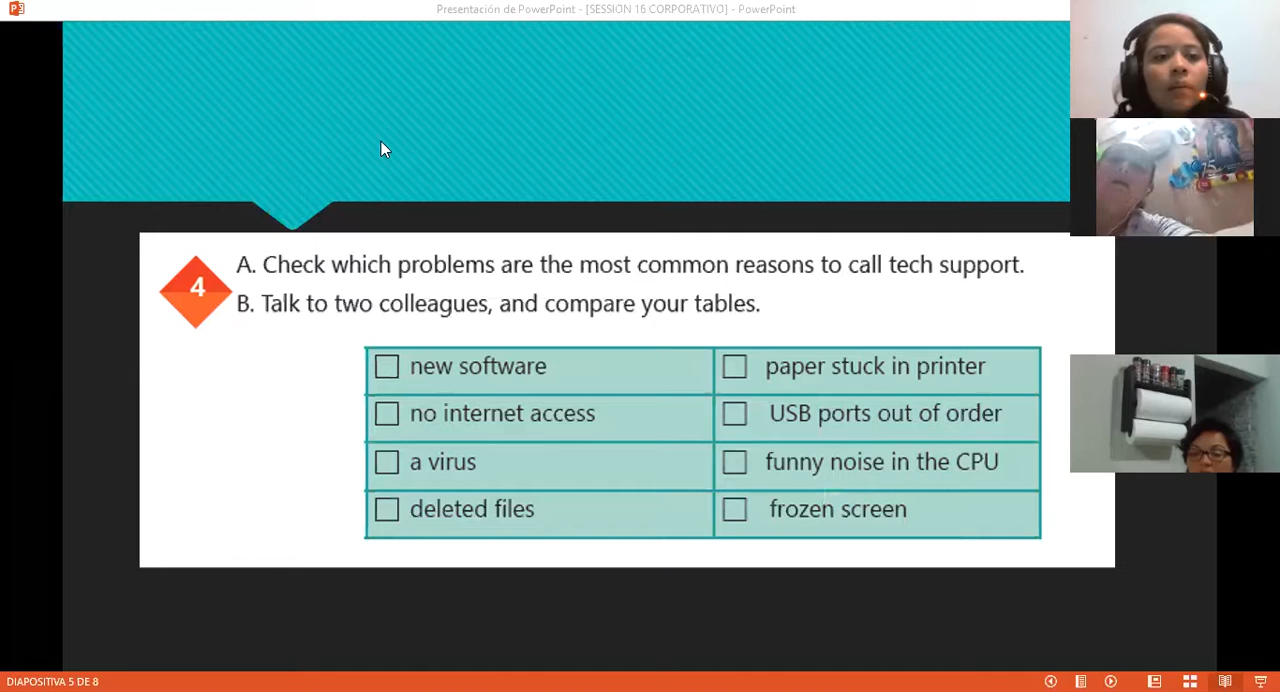 Presentación de PowerPoint - [SESSION 16 CORPORATIVO] - PowerPoint
4
A. Check which problems are the most common reasons to call tech support.
B. Talk to two colleagues, and compare your tables.
new software
paper stuck in printer
no internet access
USB ports out of order
a virus
funny noise in the CPU
deleted files
frozen screen
DIAPOSITIVA 5 DE 8